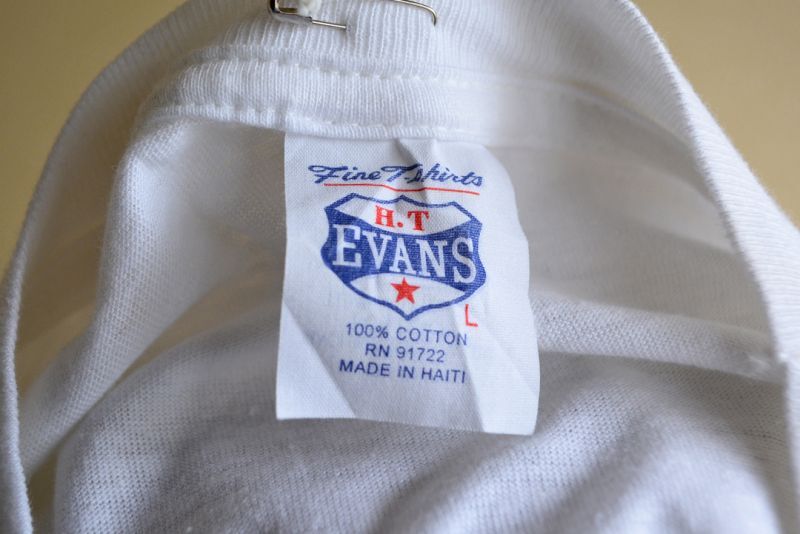 Fine T-shirts
H.T
EVANS
L
100% COTTON
RN 91722
MADE IN HAITI